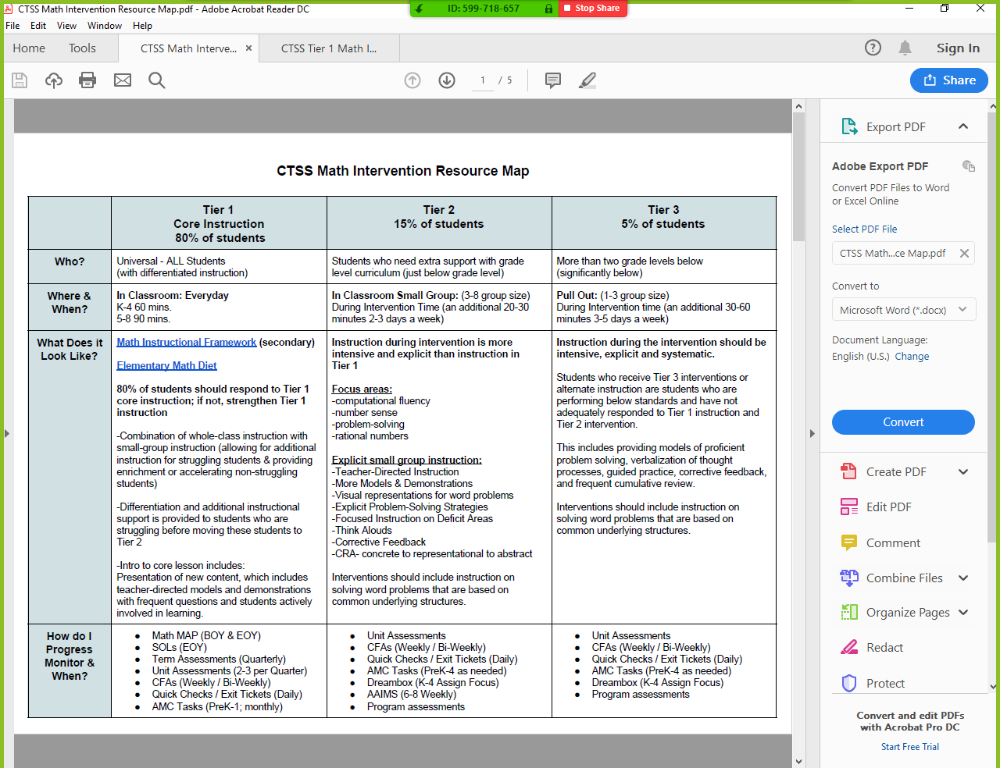 CTSS Math Intervention Resource Map.pdf - Adobe Acrobat Reader DC
ID: 599-718-657
Stop Share
File Edit View Window Help
Home Tools CTSS Math Interve... × CTSS Tier 1 Math I... Sign In
1 / 5
Share
CTSS Math Intervention Resource Map
Tier 1
Core Instruction
80% of students
Tier 2
15% of students
Tier 3
5% of students
Who?
Universal - ALL Students
(with differentiated instruction)
Students who need extra support with grade
level curriculum (just below grade level)
More than two grade levels below
(significantly below)
Where &
When?
In Classroom: Everyday
K-4 60 mins.
5-8 90 mins.
In Classroom Small Group: (3-8 group size)
During Intervention Time (an additional 20-30
minutes 2-3 days a week)
Pull Out: (1-3 group size)
During Intervention time (an additional 30-60
minutes 3-5 days a week)
What Does it
Look Like?
Math Instructional Framework (secondary)
Elementary Math Diet
80% of students should respond to Tier 1
core instruction; if not, strengthen Tier 1
instruction
-Combination of whole-class instruction with
small-group instruction (allowing for additional
instruction for struggling students & providing
enrichment or accelerating non-struggling
students)
-Differentiation and additional instructional
support is provided to students who are
struggling before moving these students to
Tier 2
-Intro to core lesson includes:
Presentation of new content, which includes
teacher-directed models and demonstrations
with frequent questions and students actively
involved in learning.
Instruction during intervention is more
intensive and explicit than instruction in
Tier 1
Focus areas:
-computational fluency
-number sense
-problem-solving
-rational numbers
Explicit small group instruction:
-Teacher-Directed Instruction
-More Models & Demonstrations
-Visual representations for word problems
-Explicit Problem-Solving Strategies
-Focused Instruction on Deficit Areas
-Think Alouds
-Corrective Feedback
-CRA- concrete to representational to abstract
Interventions should include instruction on
solving word problems that are based on
common underlying structures.
Instruction during the intervention should be
intensive, explicit and systematic.
Students who receive Tier 3 interventions or
alternate instruction are students who are
performing below standards and have not
adequately responded to Tier 1 instruction and
Tier 2 intervention.
This includes providing models of proficient
problem solving, verbalization of thought
processes, guided practice, corrective feedback,
and frequent cumulative review.
Interventions should include instruction on
solving word problems that are based on
common underlying structures.
How do I
Progress
Monitor &
When?
● Math MAP (BOY & EOY)
● SOLs (EOY)
● Term Assessments (Quarterly)
● Unit Assessments (2-3 per Quarter)
● CFAs (Weekly / Bi-Weekly)
● Quick Checks / Exit Tickets (Daily)
● AMC Tasks (PreK-1; monthly)
● Unit Assessments
● CFAs (Weekly / Bi-Weekly)
● Quick Checks / Exit Tickets (Daily)
● AMC Tasks (PreK-4 as needed)
● Dreambox (K-4 Assign Focus)
● AAIMS (6-8 Weekly)
● Program assessments
● Unit Assessments
● CFAs (Weekly / Bi-Weekly)
● Quick Checks / Exit Tickets (Daily)
● AMC Tasks (PreK-4 as needed)
● Dreambox (K-4 Assign Focus)
● Program assessments
Export PDF
Adobe Export PDF
Convert PDF Files to Word
or Excel Online
Select PDF File
CTSS Math...ce Map.pdf
Convert to
Microsoft Word (*.docx)
Document Language:
English (U.S.) Change
Convert
Create PDF
Edit PDF
Comment
Combine Files
Organize Pages
Redact
Protect
Convert and edit PDFs
with Acrobat Pro DC
Start Free Trial